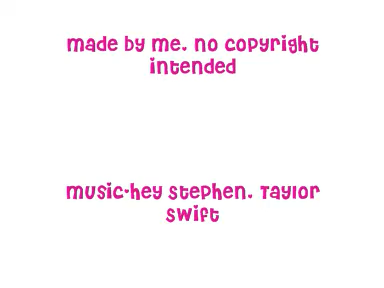 made by me. no copyright
intended
music-hey stephen. Taylor
swift